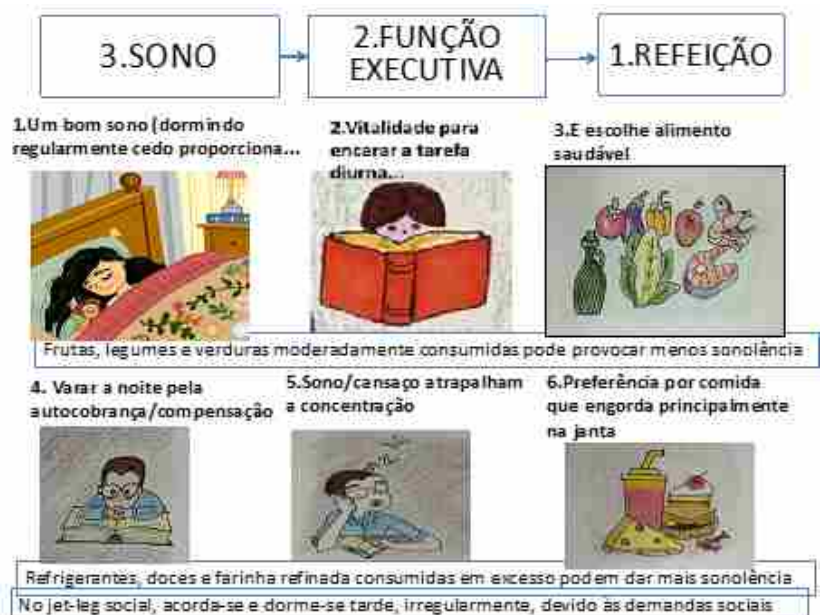 3.SONO
2.FUNÇÃO
EXECUTIVA
1.REFEIÇÃO
1.Um bom sono (dormindo
regularmente cedo proporciona...
2.Vitalidade para
encarar a tarefa
diurna...
3.E escolhe alimento
saudável
Frutas, legumes e verduras moderadamente consumidas pode provocar menos sonolência
4. Varar a noite pela
autocobrança/compensação
5.Sono/cansaço atrapalham
a concentração
6.Preferência por comida
que engorda principalmente
na janta
Refrigerantes, doces e farinha refinada consumidas em excesso podem dar mais sonolência
No jet-leg social, acorda-se e dorme-se tarde, irregularmente, devido às demandas sociais